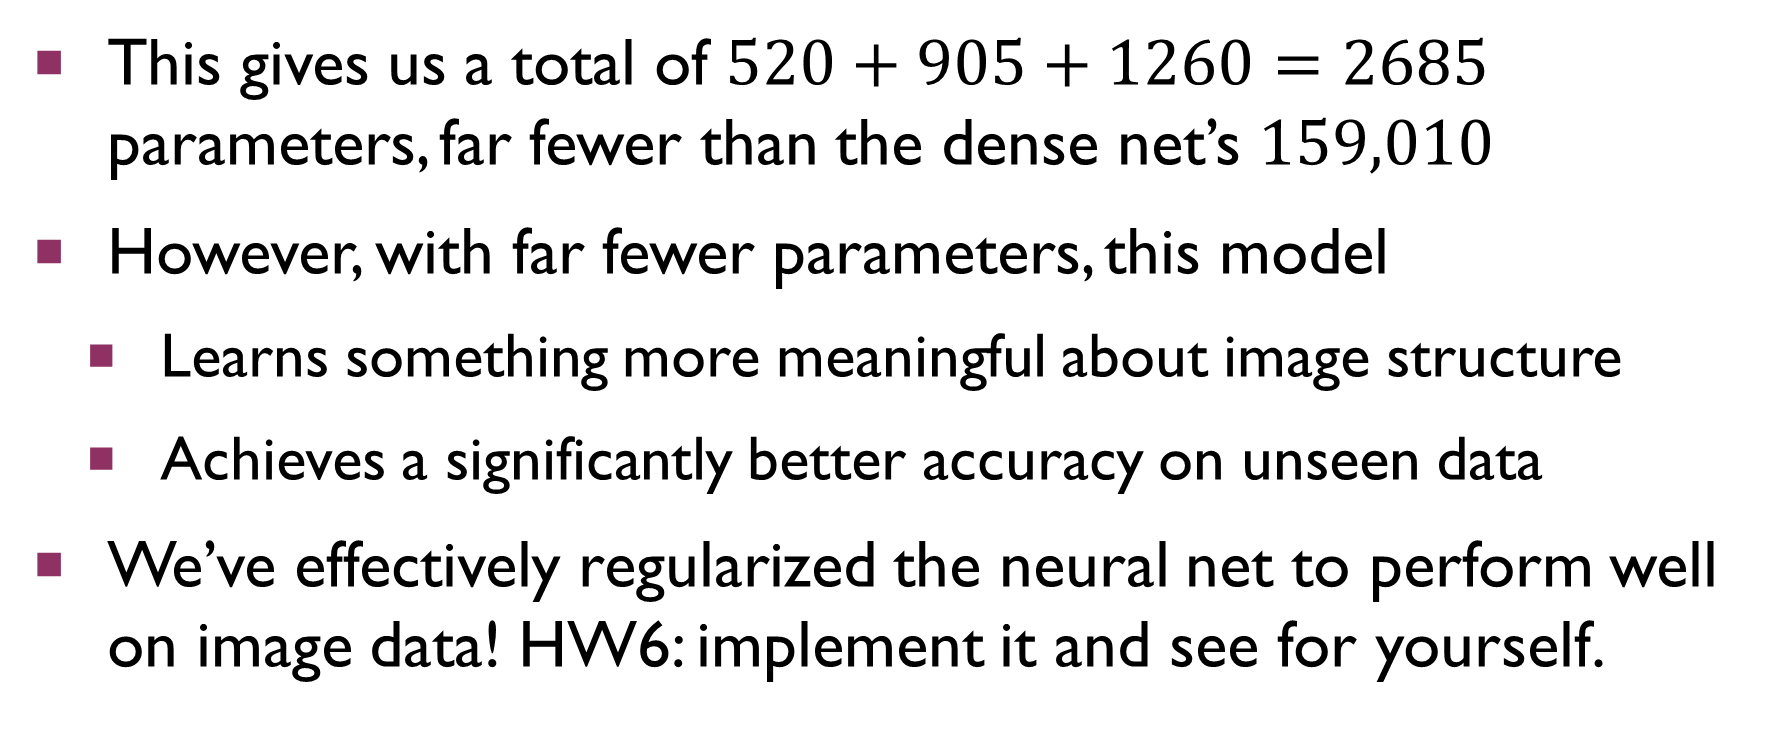 This gives us a total of 520 + 905 + 1260 = 2685
parameters, far fewer than the dense net’s 159,010
However, with far fewer parameters, this model
Learns something more meaningful about image structure
Achieves a significantly better accuracy on unseen data
We’ve effectively regularized the neural net to perform well
on image data! HW6: implement it and see for yourself.